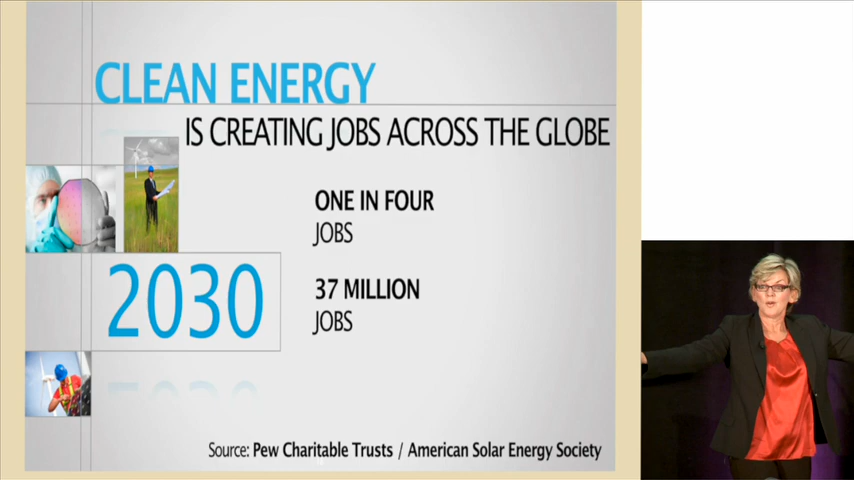 CLEAN ENERGY
IS CREATING JOBS ACROSS THE GLOBE
ONE IN FOUR
JOBS
2030
37 MILLION
JOBS
Source: Pew Charitable Trusts / American Solar Energy Society